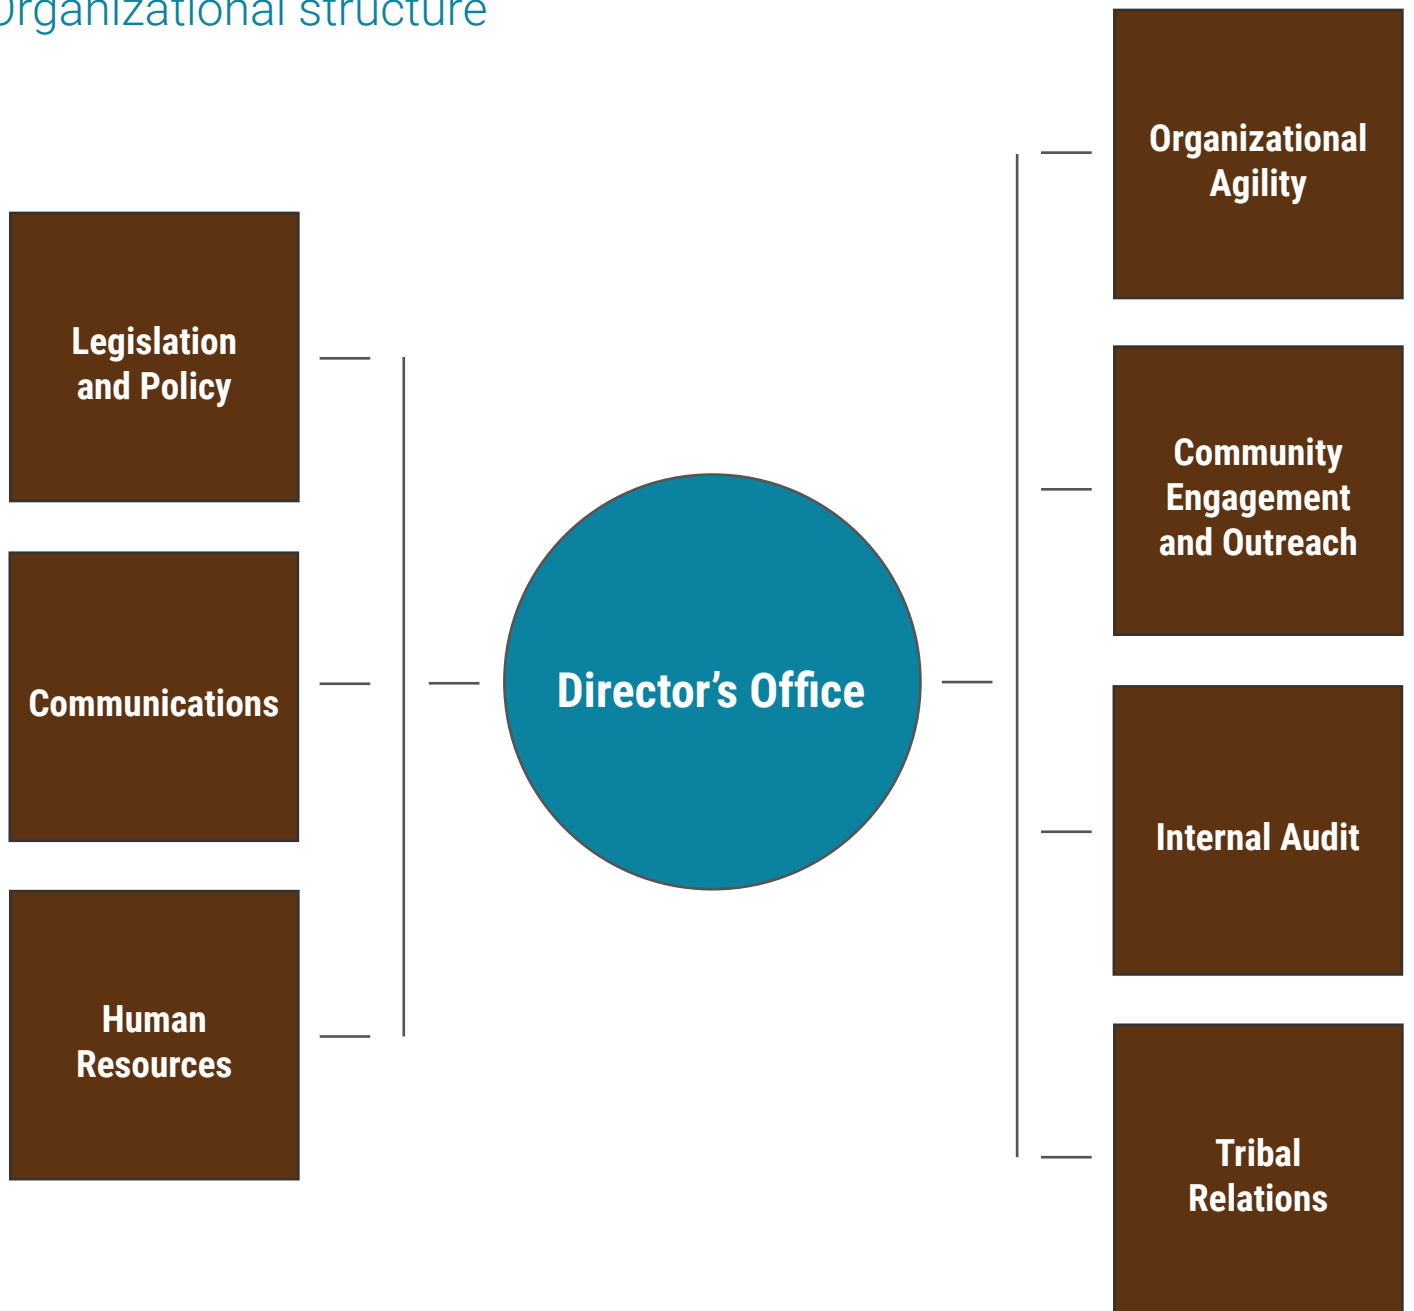 Organizational structure
Legislation
and Policy
Communications
Human
Resources
Director’s Office
Organizational
Agility
Community
Engagement
and Outreach
Internal Audit
Tribal
Relations